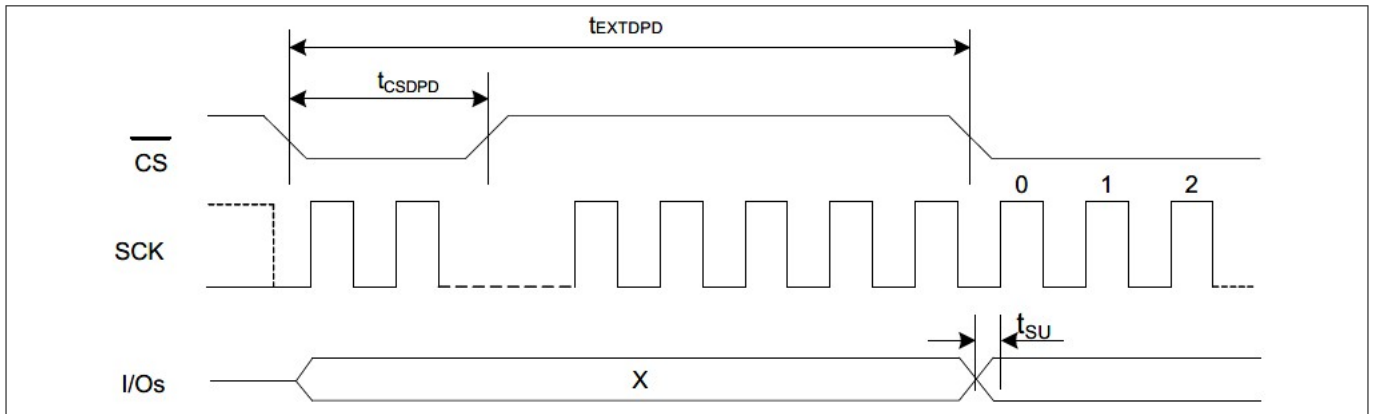 tEXTDPD
tCSDPD
CS
0 1 2
SCK
tSU
I/Os
X